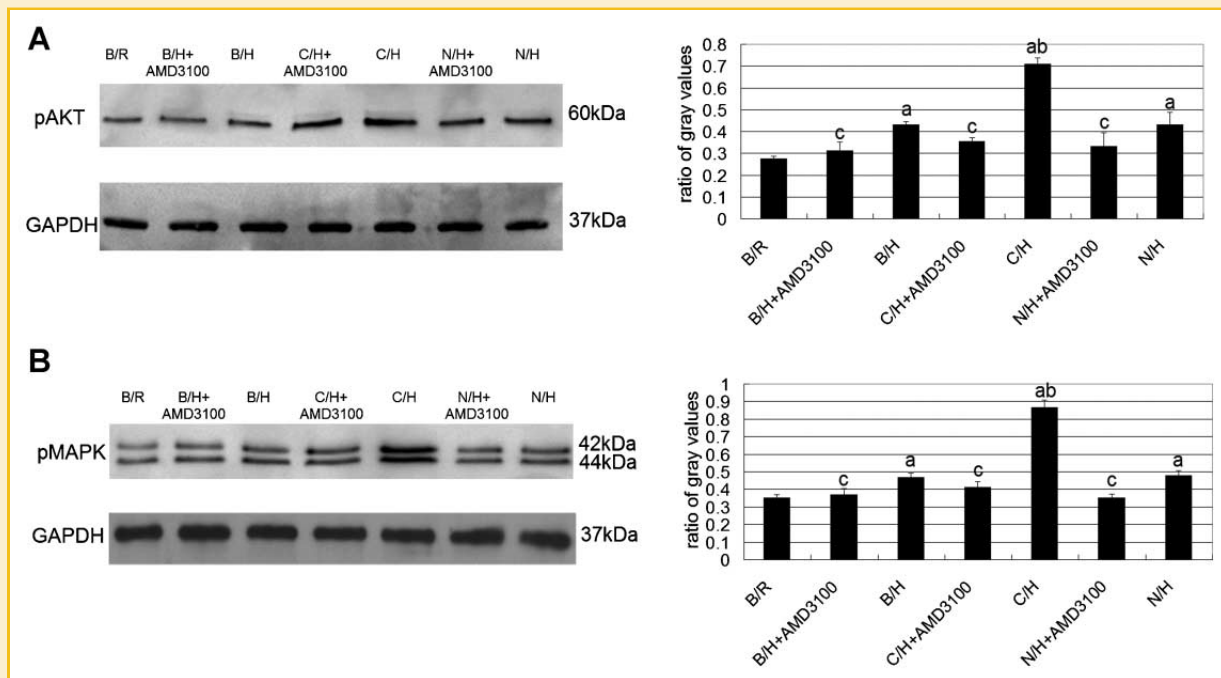 A
B/R B/H+ B/H C/H+ C/H N/H+ N/H
AMD3100 AMD3100 AMD3100
pAKT 60kDa
GAPDH 37kDa
ratio of gray values
0.8
0.7
0.6
0.5
0.4
0.3
0.2
0.1
0
c a c ab c a
B/R B/H+AMD3100 B/H C/H+AMD3100 C/H N/H+AMD3100 N/H
B
B/R B/H+ B/H C/H+ C/H N/H+ N/H
AMD3100 AMD3100 AMD3100
pMAPK 42kDa
44kDa
GAPDH 37kDa
ratio of gray values
1
0.9
0.8
0.7
0.6
0.5
0.4
0.3
0.2
0.1
0
c a c ab c a
B/R B/H+AMD3100 B/H C/H+AMD3100 C/H N/H+AMD3100 N/H